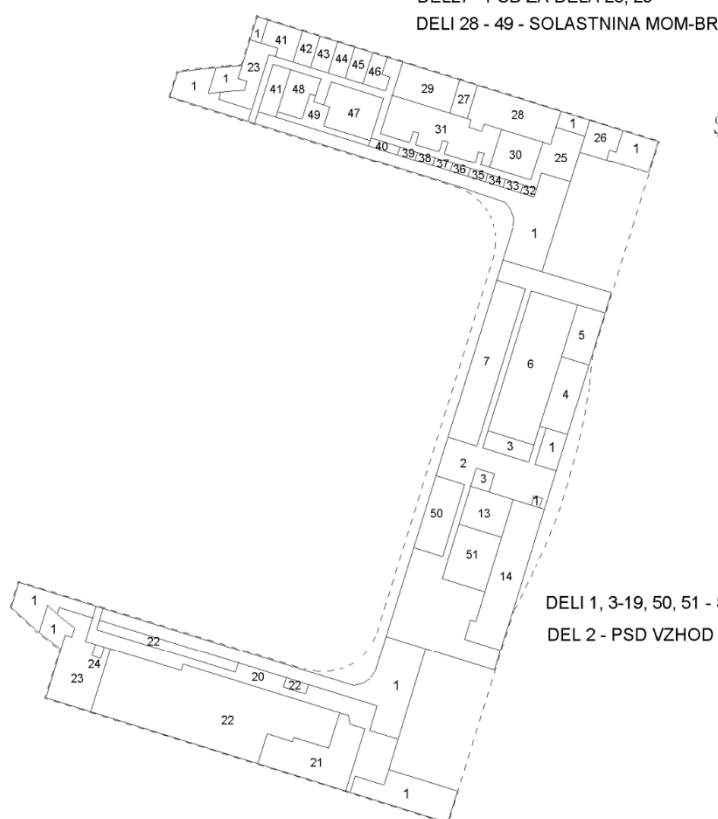 DELI 28 - 49 - SOLASTNINA MOM-BR
1 41 42 43 44 45 46
1 1 23 41 48 49 47
29 27 28 1 26 1
31 30 25
40 39 38 37 36 35 34 33 32
1
5
7 6
4
3 1
2 3
1
50 13
51 14
DELI 1, 3-19, 50, 51 -
DEL 2 - PSD VZHOD
1
1 22
24 20 22 1
23
22
21
1